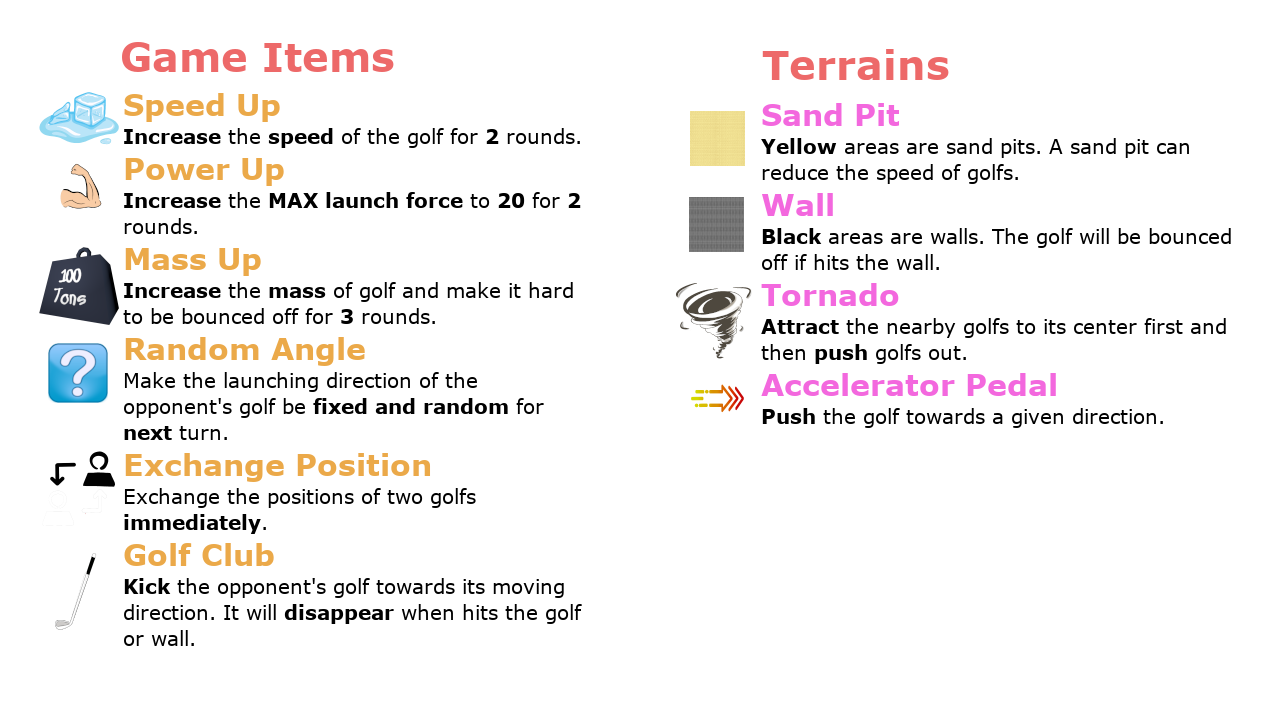 Game Items
Speed Up
Increase the speed of the golf for 2 rounds.
Power Up
Increase the MAX launch force to 20 for 2
rounds.
100
Tons
Mass Up
Increase the mass of golf and make it hard
to be bounced off for 3 rounds.
?
Random Angle
Make the launching direction of the
opponent's golf be fixed and random for
next turn.
Exchange Position
Exchange the positions of two golfs
immediately.
Golf Club
Kick the opponent's golf towards its moving
direction. It will disappear when hits the golf
or wall.
Terrains
Sand Pit
Yellow areas are sand pits. A sand pit can
reduce the speed of golfs.
Wall
Black areas are walls. The golf will be bounced
off if hits the wall.
Tornado
Attract the nearby golfs to its center first and
then push golfs out.
Accelerator Pedal
Push the golf towards a given direction.